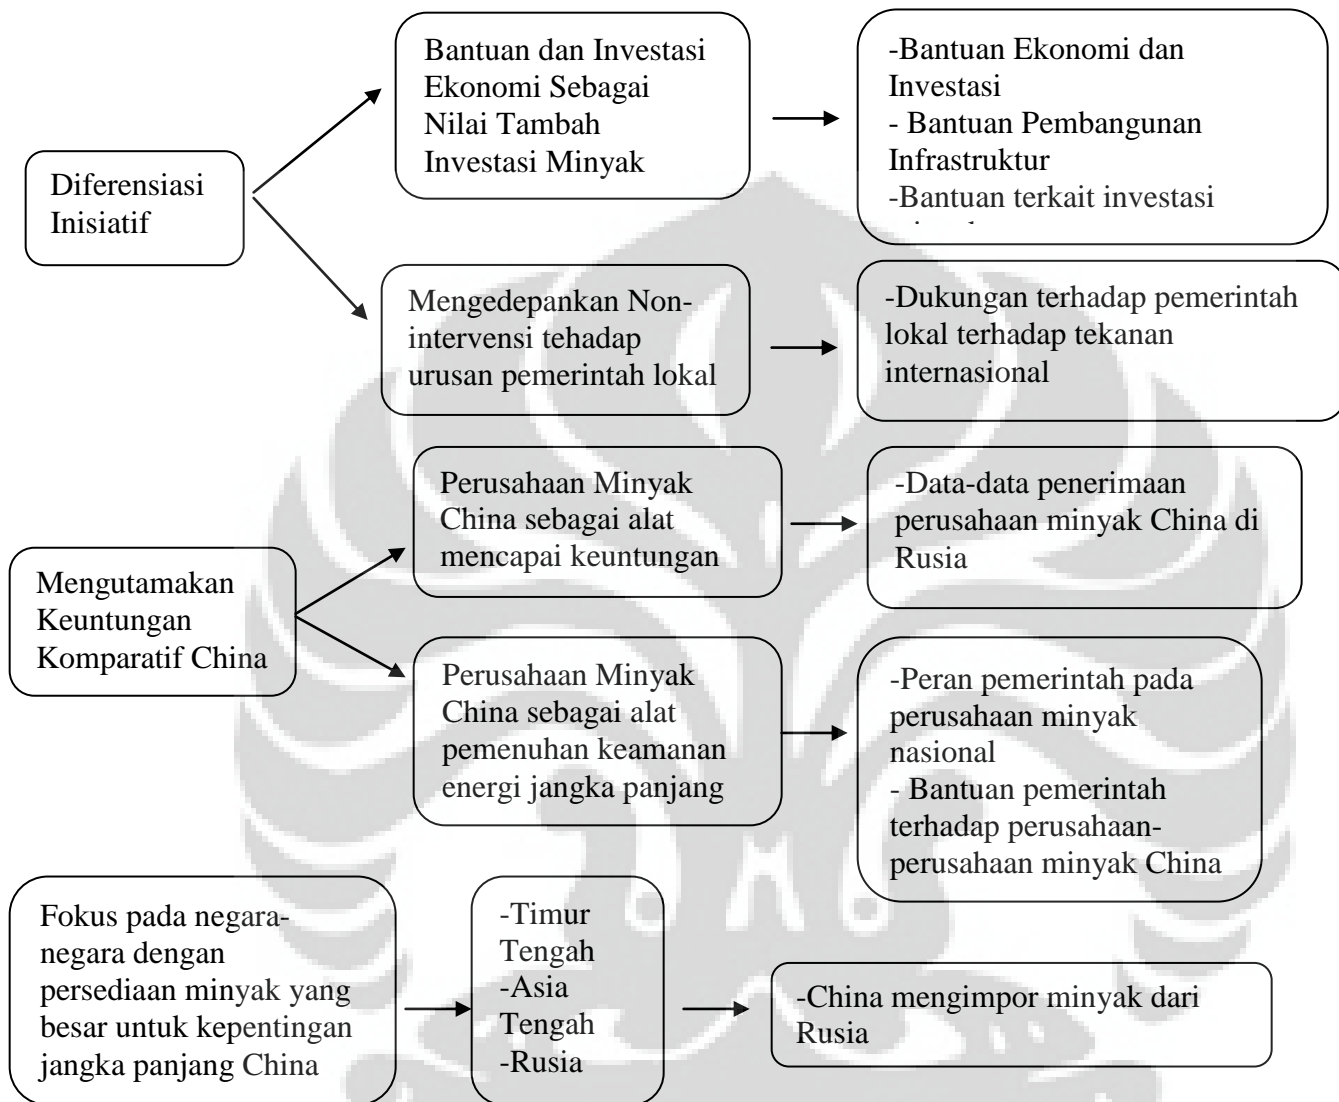 Bantuan dan Investasi
Ekonomi Sebagai
Nilai Tambah
Investasi Minyak
-Bantuan Ekonomi dan
Investasi
- Bantuan Pembangunan
Infrastruktur
-Bantuan terkait investasi
Diferensiasi
Inisiatif
Mengedepankan Non-
intervensi tehadap
urusan pemerintah lokal
-Dukungan terhadap pemerintah
lokal terhadap tekanan
internasional
Perusahaan Minyak
China sebagai alat
mencapai keuntungan
-Data-data penerimaan
perusahaan minyak China di
Rusia
Mengutamakan
Keuntungan
Komparatif China
Perusahaan Minyak
China sebagai alat
pemenuhan keamanan
energi jangka panjang
-Peran pemerintah pada
perusahaan minyak
nasional
- Bantuan pemerintah
terhadap perusahaan-
perusahaan minyak China
Fokus pada negara-
negara dengan
persediaan minyak yang
besar untuk kepentingan
jangka panjang China
-Timur
Tengah
-Asia
Tengah
-Rusia
-China mengimpor minyak dari
Rusia